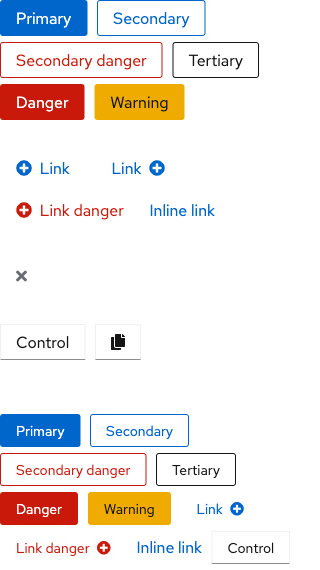 Primary Secondary
Secondary danger Tertiary
Danger Warning
Link Link
Link danger Inline link
Control
Primary Secondary
Secondary danger Tertiary
Danger Warning Link
Link danger Inline link Control